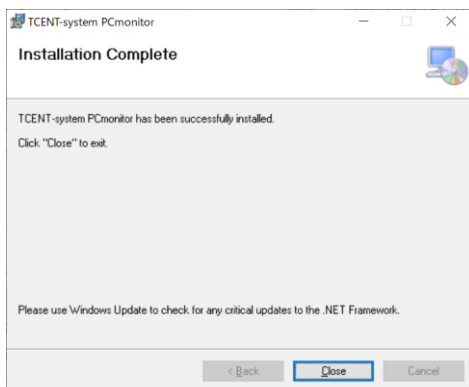 TCENT-system PCmonitor
Installation Complete
TCENT-system PCmonitor has been successfully installed.
Click "Close" to exit.
Please use Windows Update to check for any critical updates to the .NET Framework.
< Back
Close
Cancel